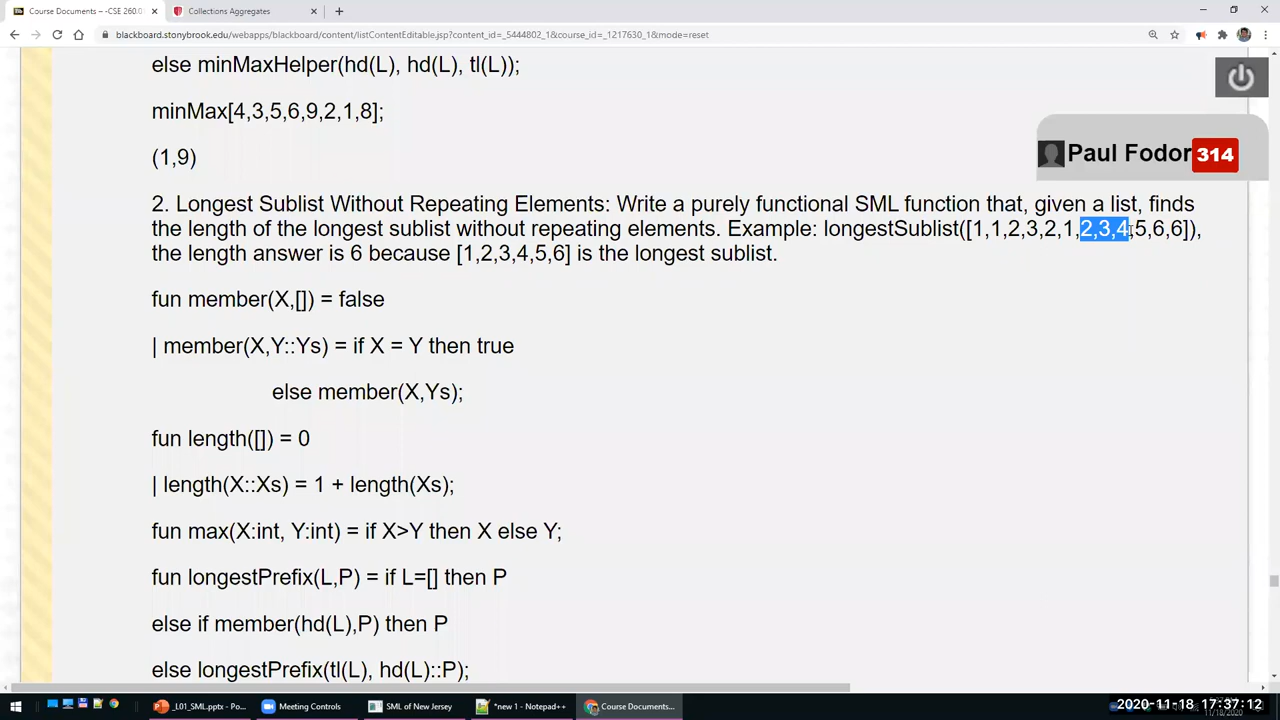 Course Documents – -CSE 260.0
Collections Aggregates
blackboard.stonybrook.edu/webapps/blackboard/content/listContentEditable.jsp?content_id=_5444802_1&course_id=_1217630_1&mode=reset
else minMaxHelper(hd(L), hd(L), tl(L));
minMax[4,3,5,6,9,2,1,8];
(1,9)
Paul Fodor 314
2. Longest Sublist Without Repeating Elements: Write a purely functional SML function that, given a list, finds
the length of the longest sublist without repeating elements. Example: longestSublist([1,1,2,3,2,1,2,3,4,5,6,6]),
the length answer is 6 because [1,2,3,4,5,6] is the longest sublist.
fun member(X,[]) = false
| member(X,Y::Ys) = if X = Y then true
else member(X,Ys);
fun length([]) = 0
| length(X::Xs) = 1 + length(Xs);
fun max(X:int, Y:int) = if X>Y then X else Y;
fun longestPrefix(L,P) = if L=[] then P
else if member(hd(L),P) then P
else longestPrefix(tl(L), hd(L)::P);
_L01_SML.pptx - Po...
Meeting Controls
SML of New Jersey
*new 1 - Notepad++
Course Documents...
2020-11-18 17:37:12
11/18/2020